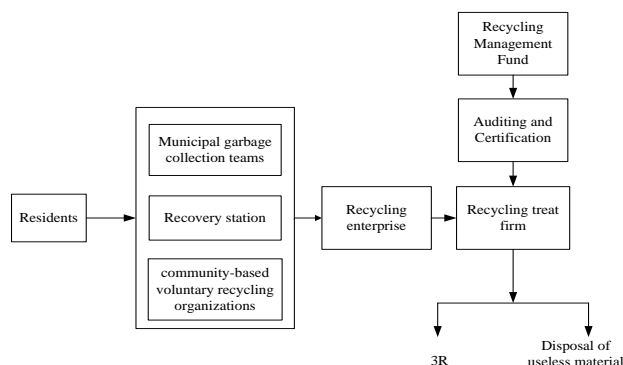 Recycling
Management
Fund
Auditing and
Certification
Municipal garbage
collection teams
Residents
Recovery station
Recycling
enterprise
Recycling treat
firm
community-based
voluntary recycling
organizations
3R
Disposal of
useless material